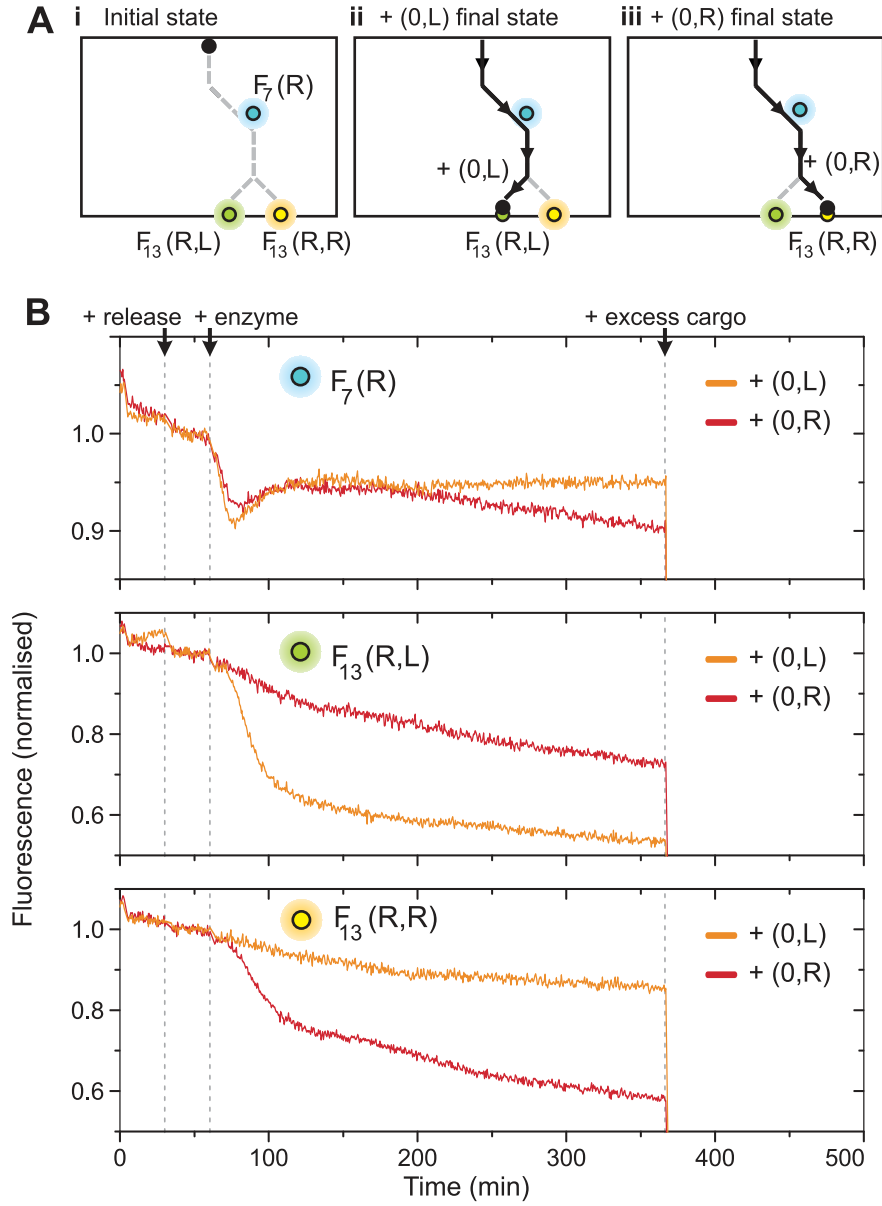 A i Initial state ii + (0,L) final state iii + (0,R) final state
F7(R)
+ (0,L) + (0,R)
F13(R,L) F13(R,R) F13(R,L) F13(R,R)
B + release + enzyme + excess cargo
F7(R) + (0,L)
+ (0,R)
1.0
0.9
F13(R,L) + (0,L)
+ (0,R)
1.0
0.8
0.6
F13(R,R) + (0,L)
+ (0,R)
1.0
0.8
0.6
Fluorescence (normalised)
0 100 200 300 400 500
Time (min)